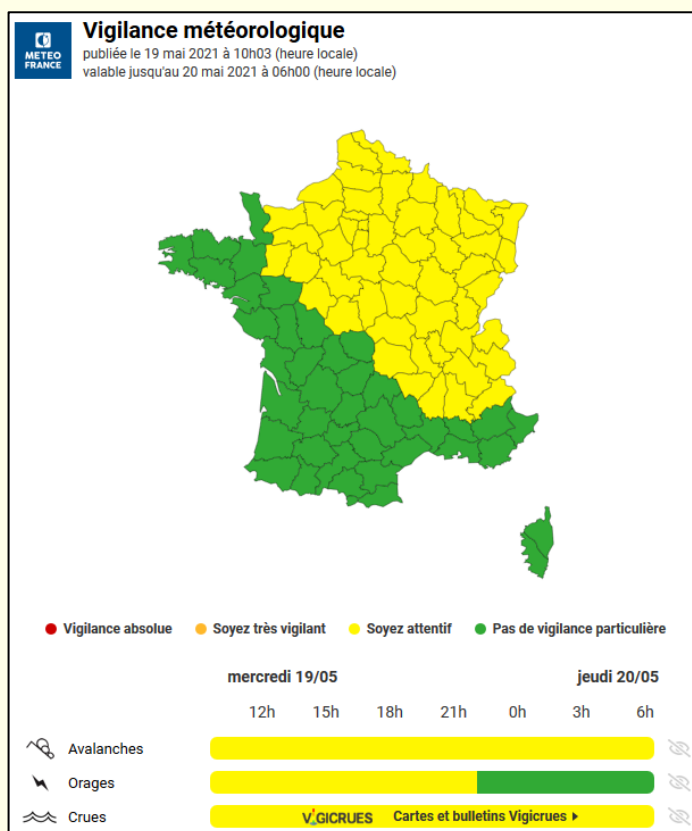 METEO
FRANCE
Vigilance météorologique
publiée le 19 mai 2021 à 10h03 (heure locale)
valable jusqu'au 20 mai 2021 à 06h00 (heure locale)
Vigilance absolue Soyez très vigilant Soyez attentif Pas de vigilance particulière
mercredi 19/05 jeudi 20/05
12h 15h 18h 21h 0h 3h 6h
Avalanches
Orages
Crues VIGICRUES Cartes et bulletins Vigicrues